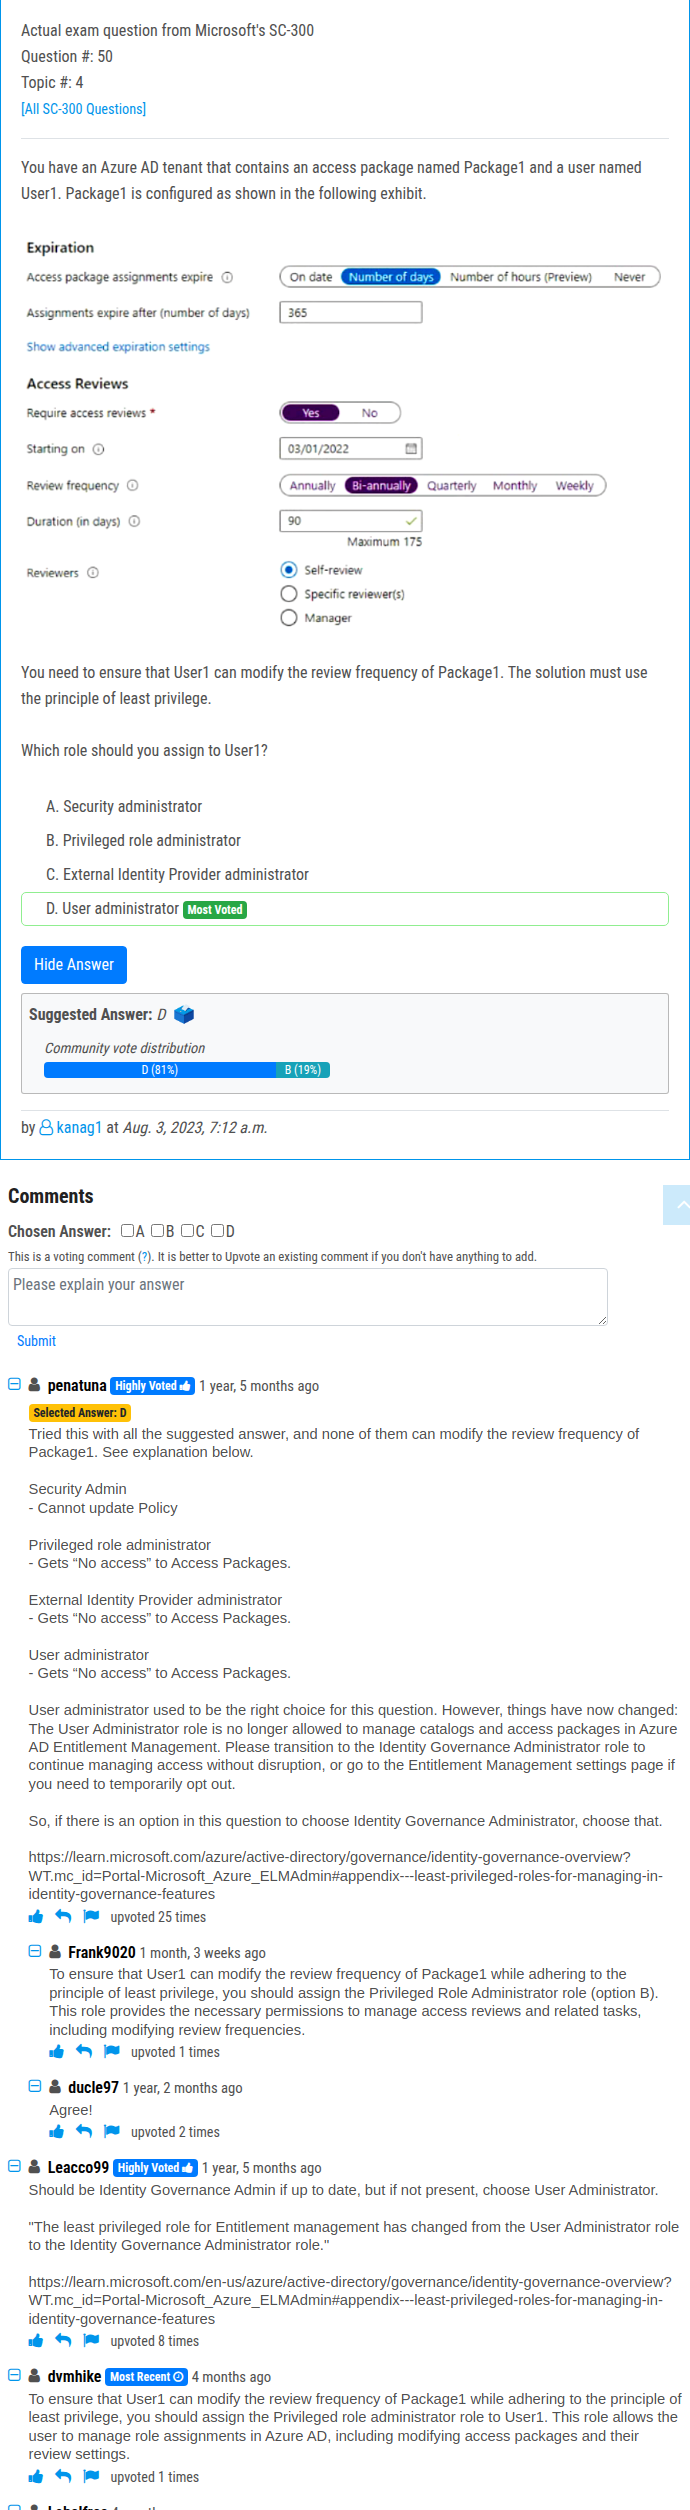 Actual exam question from Microsoft's SC-300
Question #: 50
Topic #: 4
[All SC-300 Questions]
You have an Azure AD tenant that contains an access package named Package1 and a user named
User1. Package1 is configured as shown in the following exhibit.
Expiration
Access package assignments expire
On date Number of days Number of hours (Preview) Never
Assignments expire after (number of days) 365
Show advanced expiration settings
Access Reviews
Require access reviews * Yes No
Starting on 03/01/2022
Review frequency Annually Bi-annually Quarterly Monthly Weekly
Duration (in days) 90
Maximum 175
Reviewers Self-review
Specific reviewer(s)
Manager
You need to ensure that User1 can modify the review frequency of Package1. The solution must use
the principle of least privilege.
Which role should you assign to User1?
A. Security administrator
B. Privileged role administrator
C. External Identity Provider administrator
D. User administrator Most Voted
Hide Answer
Suggested Answer: D
Community vote distribution
D (81%) B (19%)
by kanag1 at Aug. 3, 2023, 7:12 a.m.
Comments
Chosen Answer: A B C D
This is a voting comment (?). It is better to Upvote an existing comment if you don't have anything to add.
Please explain your answer
Submit
penatuna Highly Voted 1 year, 5 months ago
Selected Answer: D
Tried this with all the suggested answer, and none of them can modify the review frequency of
Package1. See explanation below.
Security Admin
- Cannot update Policy
Privileged role administrator
- Gets “No access” to Access Packages.
External Identity Provider administrator
- Gets “No access” to Access Packages.
User administrator
- Gets “No access” to Access Packages.
User administrator used to be the right choice for this question. However, things have now changed:
The User Administrator role is no longer allowed to manage catalogs and access packages in Azure
AD Entitlement Management. Please transition to the Identity Governance Administrator role to
continue managing access without disruption, or go to the Entitlement Management settings page if
you need to temporarily opt out.
So, if there is an option in this question to choose Identity Governance Administrator, choose that.
https://learn.microsoft.com/azure/active-directory/governance/identity-governance-overview?
WT.mc_id=Portal-Microsoft_Azure_ELMAdmin#appendix---least-privileged-roles-for-managing-in-
identity-governance-features
upvoted 25 times
Frank9020 1 month, 3 weeks ago
To ensure that User1 can modify the review frequency of Package1 while adhering to the
principle of least privilege, you should assign the Privileged Role Administrator role (option B).
This role provides the necessary permissions to manage access reviews and related tasks,
including modifying review frequencies.
upvoted 1 times
ducle97 1 year, 2 months ago
Agree!
upvoted 2 times
Leacco99 Highly Voted 1 year, 5 months ago
Should be Identity Governance Admin if up to date, but if not present, choose User Administrator.
"The least privileged role for Entitlement management has changed from the User Administrator role
to the Identity Governance Administrator role."
https://learn.microsoft.com/en-us/azure/active-directory/governance/identity-governance-overview?
WT.mc_id=Portal-Microsoft_Azure_ELMAdmin#appendix---least-privileged-roles-for-managing-in-
identity-governance-features
upvoted 8 times
dvmhike Most Recent 4 months ago
To ensure that User1 can modify the review frequency of Package1 while adhering to the principle of
least privilege, you should assign the Privileged role administrator role to User1. This role allows the
user to manage role assignments in Azure AD, including modifying access packages and their
review settings.
upvoted 1 times